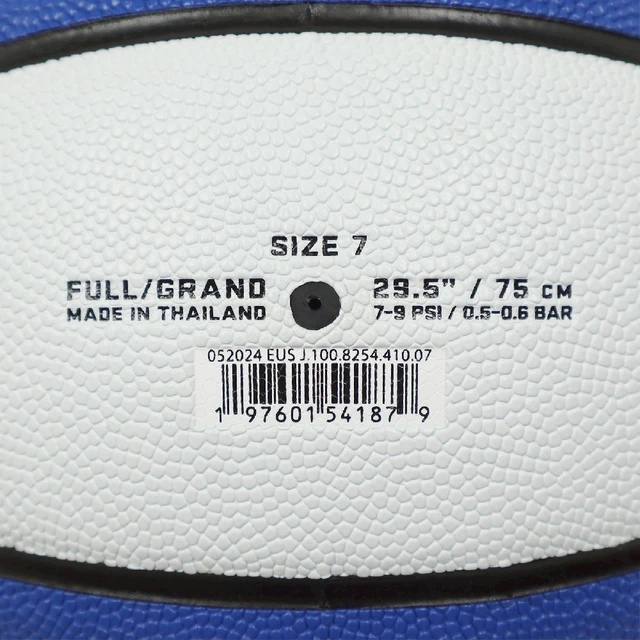 SIZE 7
FULL/GRAND
MADE IN THAILAND
29.5" / 75 CM
7-9 PSI / 0.5-0.6 BAR
052024 EUS J.100.8254.410.07
1 97601 54187 9